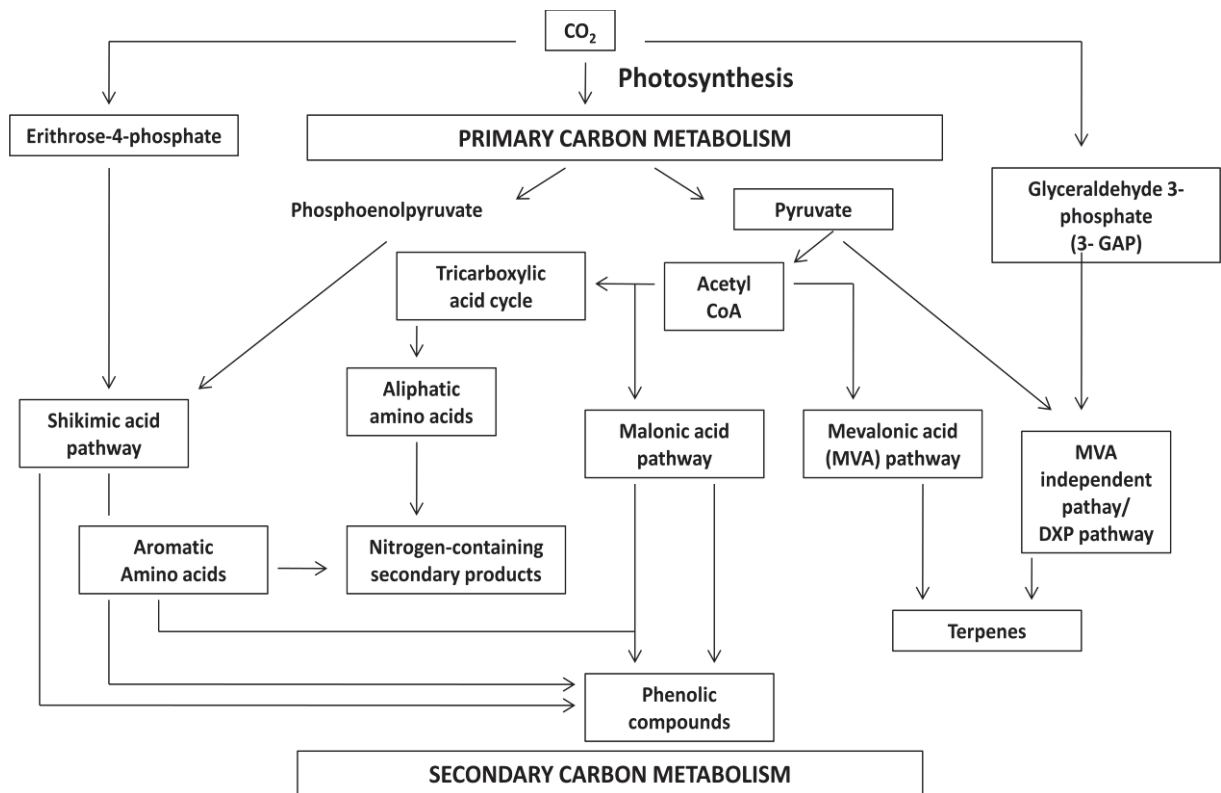 CO₂
Photosynthesis
Erithrose-4-phosphate
PRIMARY CARBON METABOLISM
Glyceraldehyde 3-
phosphate
(3- GAP)
Phosphoenolpyruvate
Pyruvate
Tricarboxylic
acid cycle
Acetyl
CoA
Aliphatic
amino acids
Shikimic acid
pathway
Malonic acid
pathway
Mevalonic acid
(MVA) pathway
MVA
independent
pathay/
DXP pathway
Aromatic
Amino acids
Nitrogen-containing
secondary products
Terpenes
Phenolic
compounds
SECONDARY CARBON METABOLISM